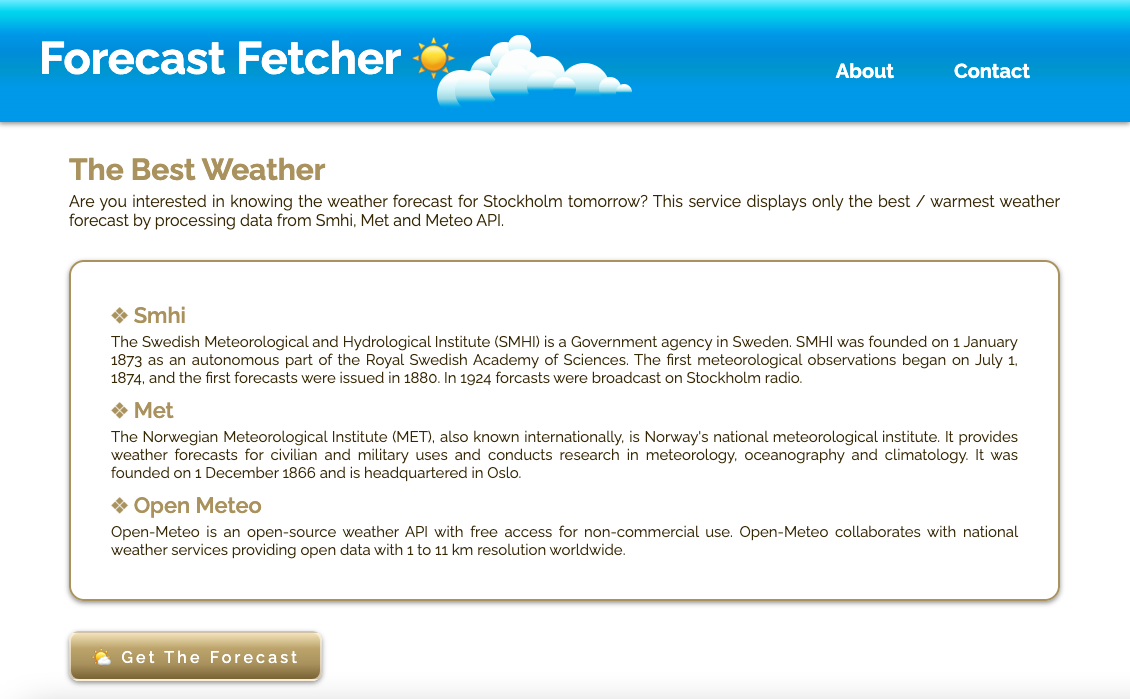 Forecast Fetcher
About
Contact
The Best Weather
Are you interested in knowing the weather forecast for Stockholm tomorrow? This service displays only the best / warmest weather
forecast by processing data from Smhi, Met and Meteo API.
❖ Smhi
The Swedish Meteorological and Hydrological Institute (SMHI) is a Government agency in Sweden. SMHI was founded on 1 January
1873 as an autonomous part of the Royal Swedish Academy of Sciences. The first meteorological observations began on July 1,
1874, and the first forecasts were issued in 1880. In 1924 forcasts were broadcast on Stockholm radio.
❖ Met
The Norwegian Meteorological Institute (MET), also known internationally, is Norway's national meteorological institute. It provides
weather forecasts for civilian and military uses and conducts research in meteorology, oceanography and climatology. It was
founded on 1 December 1866 and is headquartered in Oslo.
❖ Open Meteo
Open-Meteo is an open-source weather API with free access for non-commercial use. Open-Meteo collaborates with national
weather services providing open data with 1 to 11 km resolution worldwide.
Get The Forecast